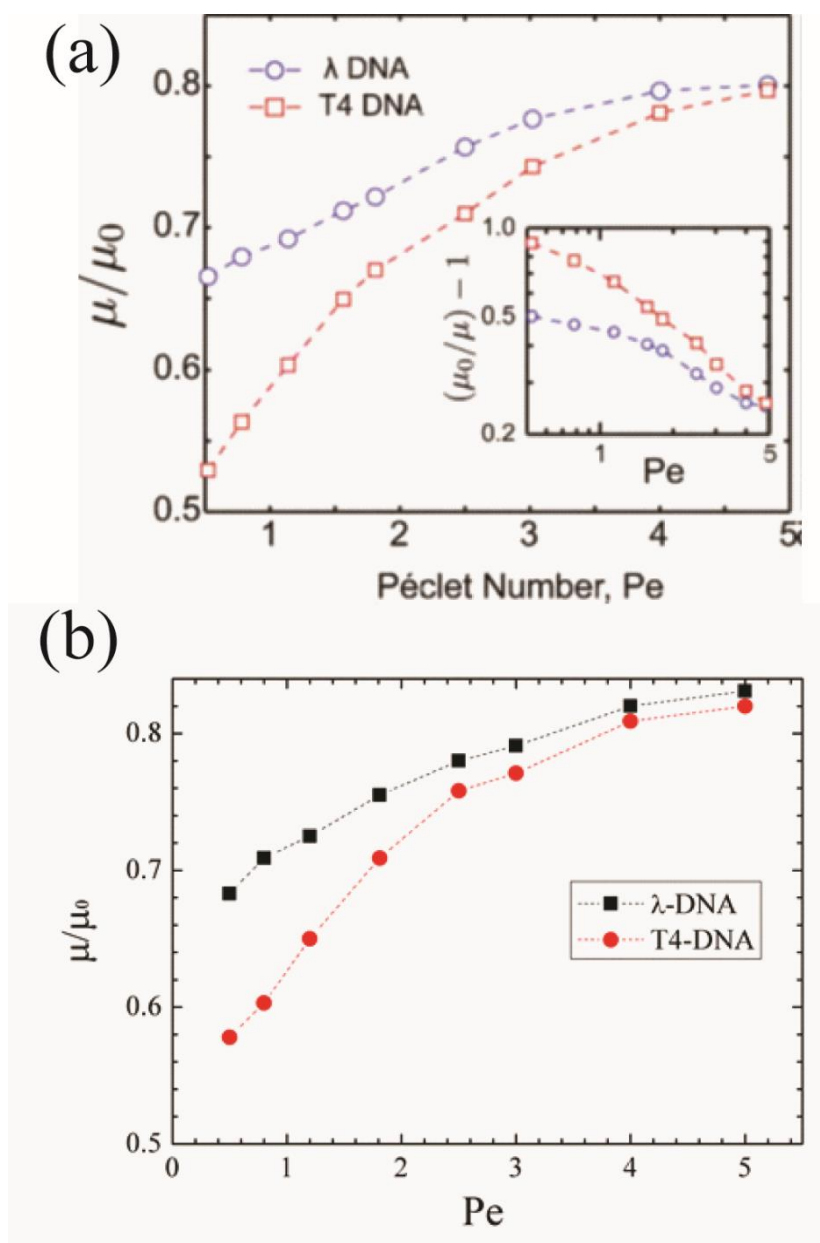 (a)
λ DNA
T4 DNA
0.8
0.7
0.6
0.5
μ/μ₀
1 2 3 4 5
Péclet Number, Pe
1.0
0.5
0.2
(μ₀/μ) − 1
1 5
Pe
(b)
0.8
0.7
0.6
0.5
μ/μ₀
λ-DNA
T4-DNA
0 1 2 3 4 5
Pe